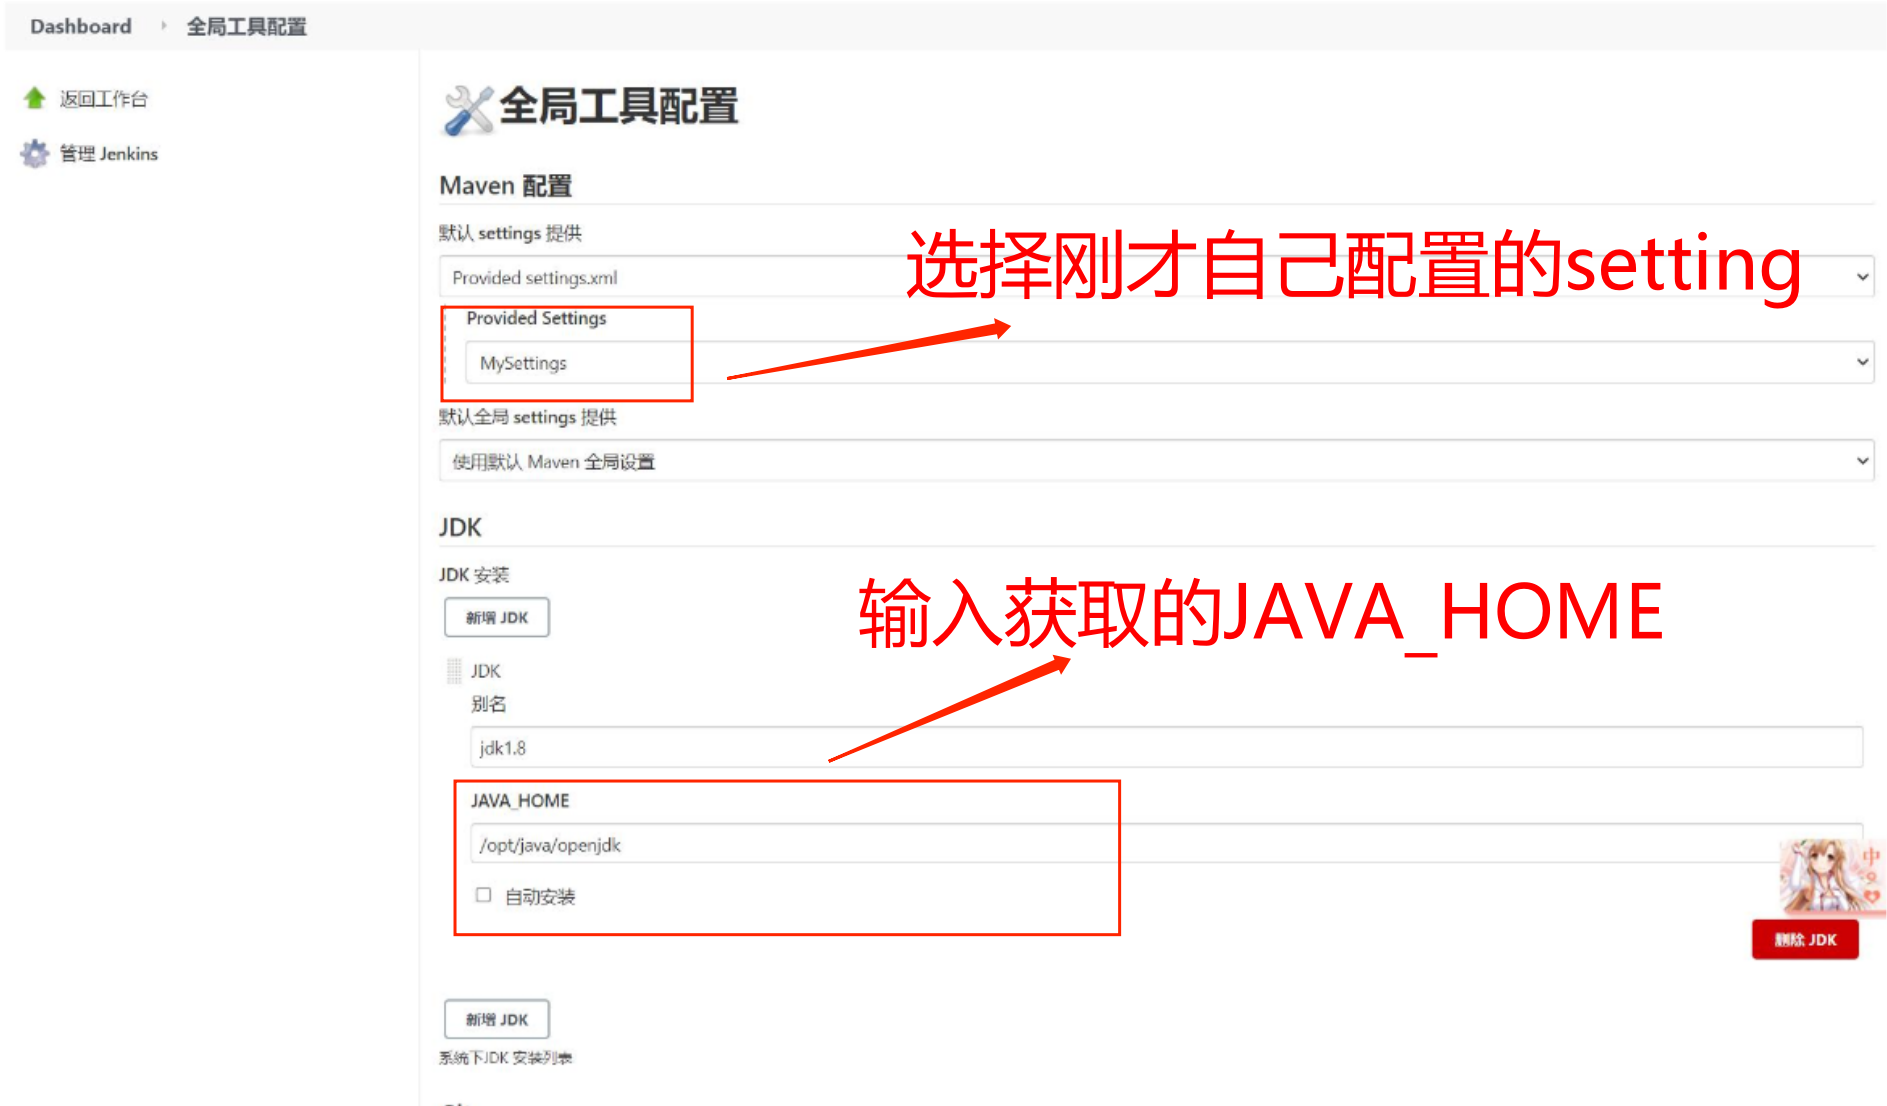 Dashboard 全局工具配置
返回工作台
管理 Jenkins
全局工具配置
Maven 配置
默认 settings 提供
Provided settings.xml
选择刚才自己配置的setting
Provided Settings
MySettings
默认全局 settings 提供
使用默认 Maven 全局设置
JDK
JDK 安装
新增 JDK
输入获取的JAVA_HOME
JDK
别名
jdk1.8
JAVA_HOME
/opt/java/openjdk
自动安装
中
删除 JDK
新增 JDK
系统下JDK 安装列表